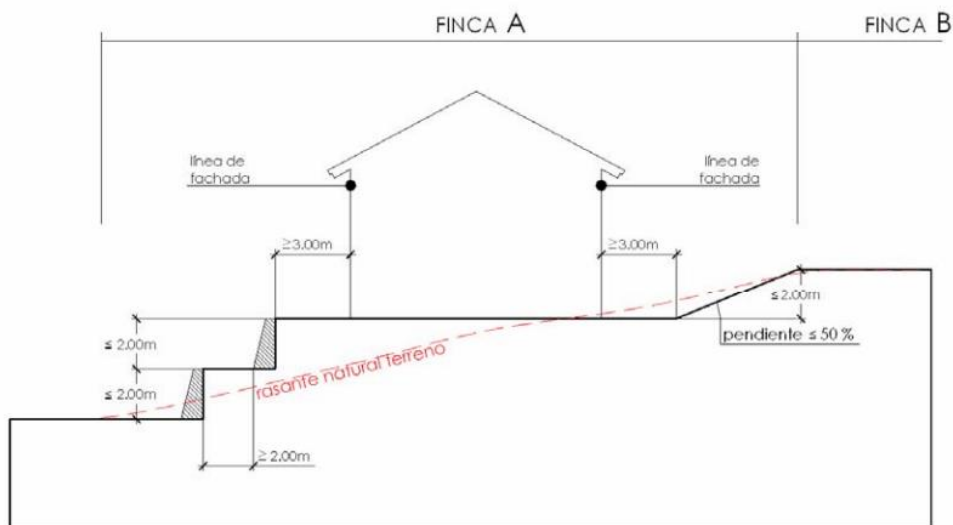 FINCA A
FINCA B
línea de
fachada
línea de
fachada
≥3.00m
≥3.00m
≤2.00m
pendiente ≤ 50 %
≤ 2.00m
rasante natural Terreno
≤ 2.00m
≥ 2.00m